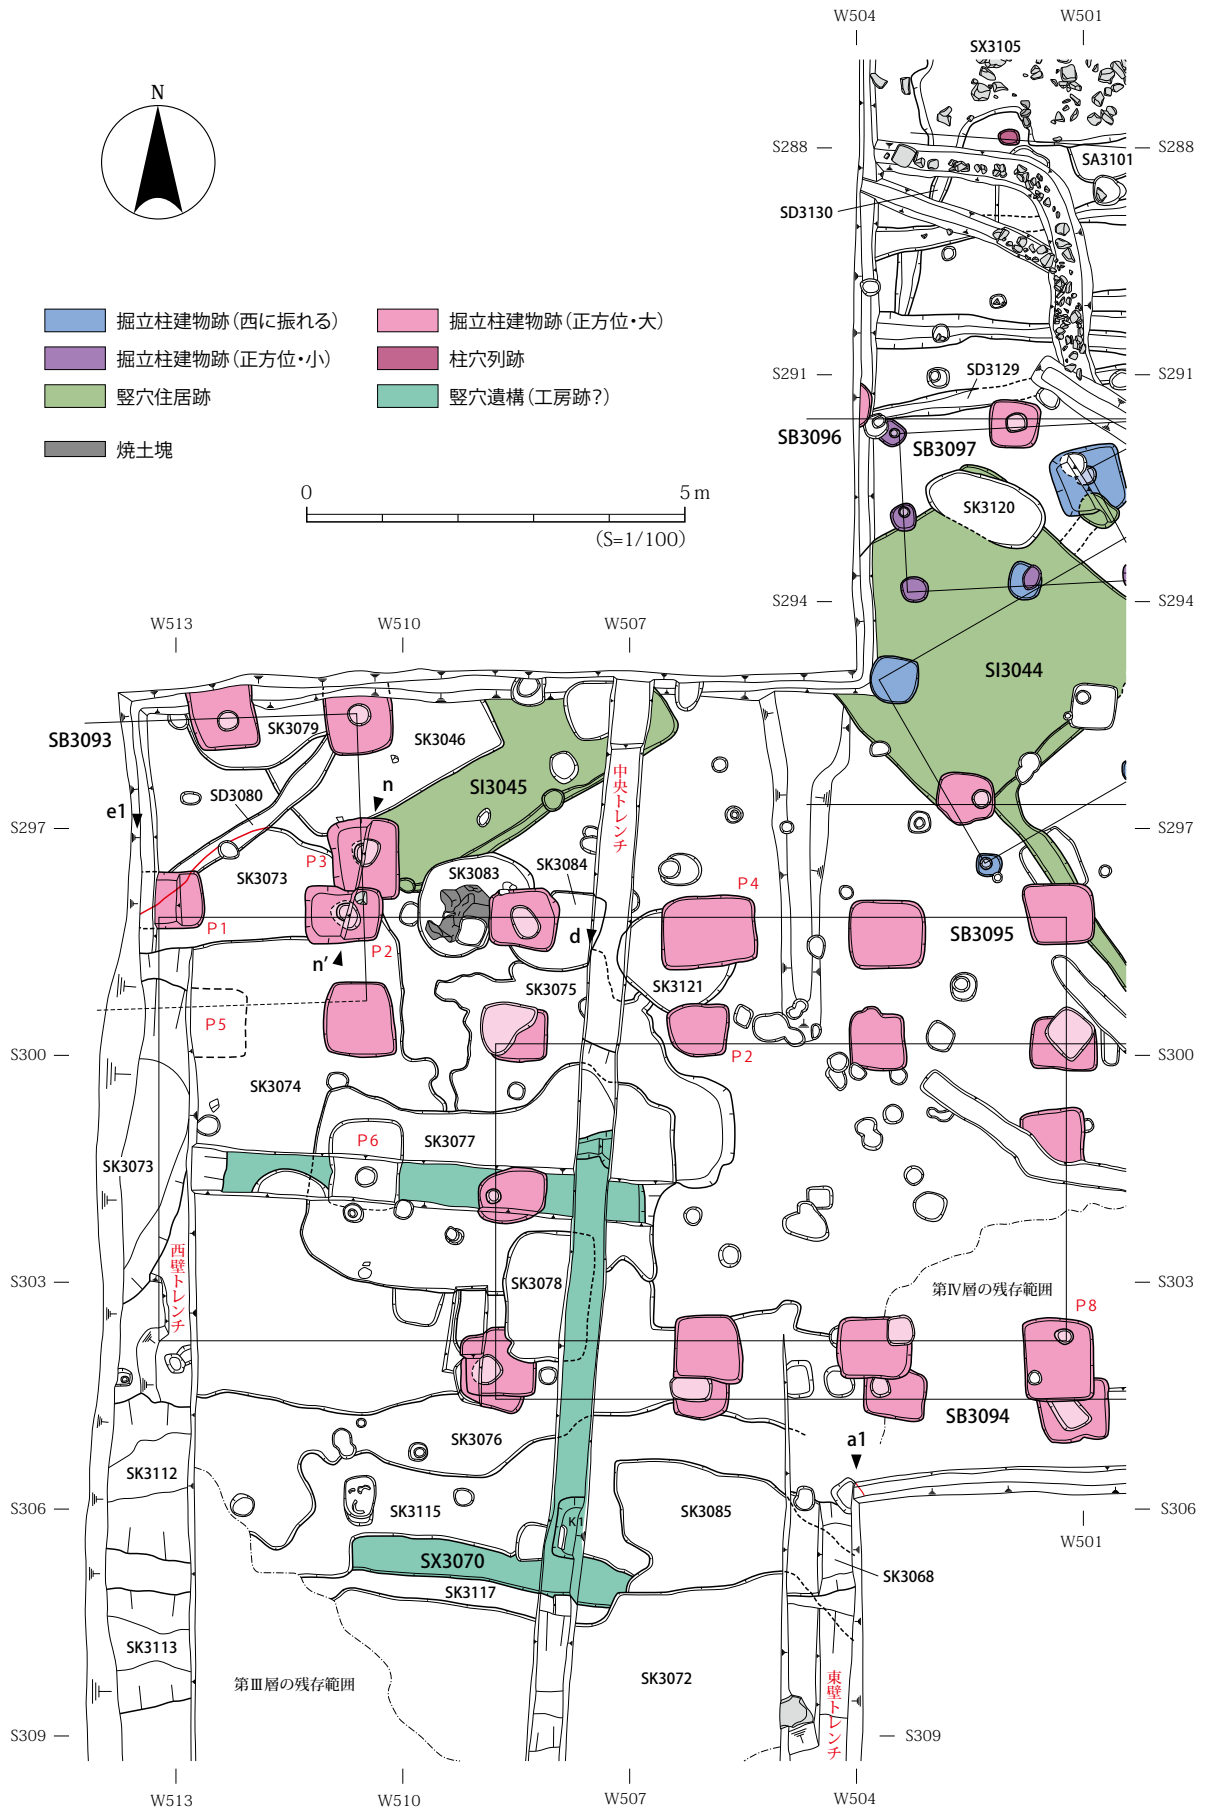 W504
W501
SX3105
N
S288
SA3101
S288
SD3130
掘立柱建物跡（西に振れる）
掘立柱建物跡（正方位・大）
掘立柱建物跡（正方位・小）
柱穴列跡
竪穴住居跡
竪穴遺構（工房跡？）
焼土塊
S291
SD3129
S291
SB3096
SB3097
SK3120
0
5 m
（S=1/100）
S294
S294
W513
W510
W507
SI3044
SB3093
SK3079
SK3046
SI3045
中央トレンチ
n
SD3080
e1
S297
S297
P3
SK3073
SK3083
SK3084
P4
P1
P2
n’
d
SB3095
SK3075
SK3121
P5
S300
P2
S300
SK3074
P6
SK3077
SK3073
西壁トレンチ
S303
SK3078
第Ⅳ層の残存範囲
S303
P8
SB3094
SK3076
a1
SK3112
S306
SK3115
K1
SK3085
S306
W501
SX3070
SK3068
SK3117
SK3113
第Ⅲ層の残存範囲
SK3072
東壁トレンチ
S309
S309
W513
W510
W507
W504